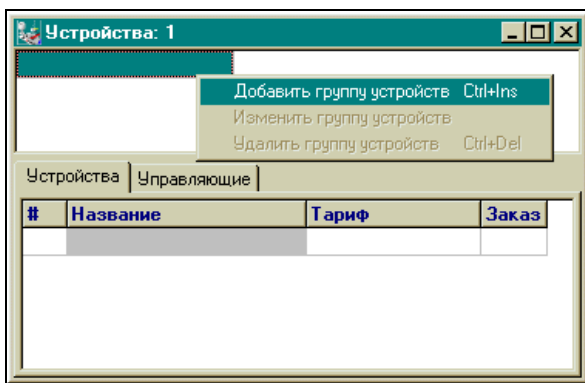 Устройства: 1
Добавить группу устройств Ctrl+Ins
Изменить группу устройств
Удалить группу устройств Ctrl+Del
Устройства Управляющие
# Название Тариф Заказ